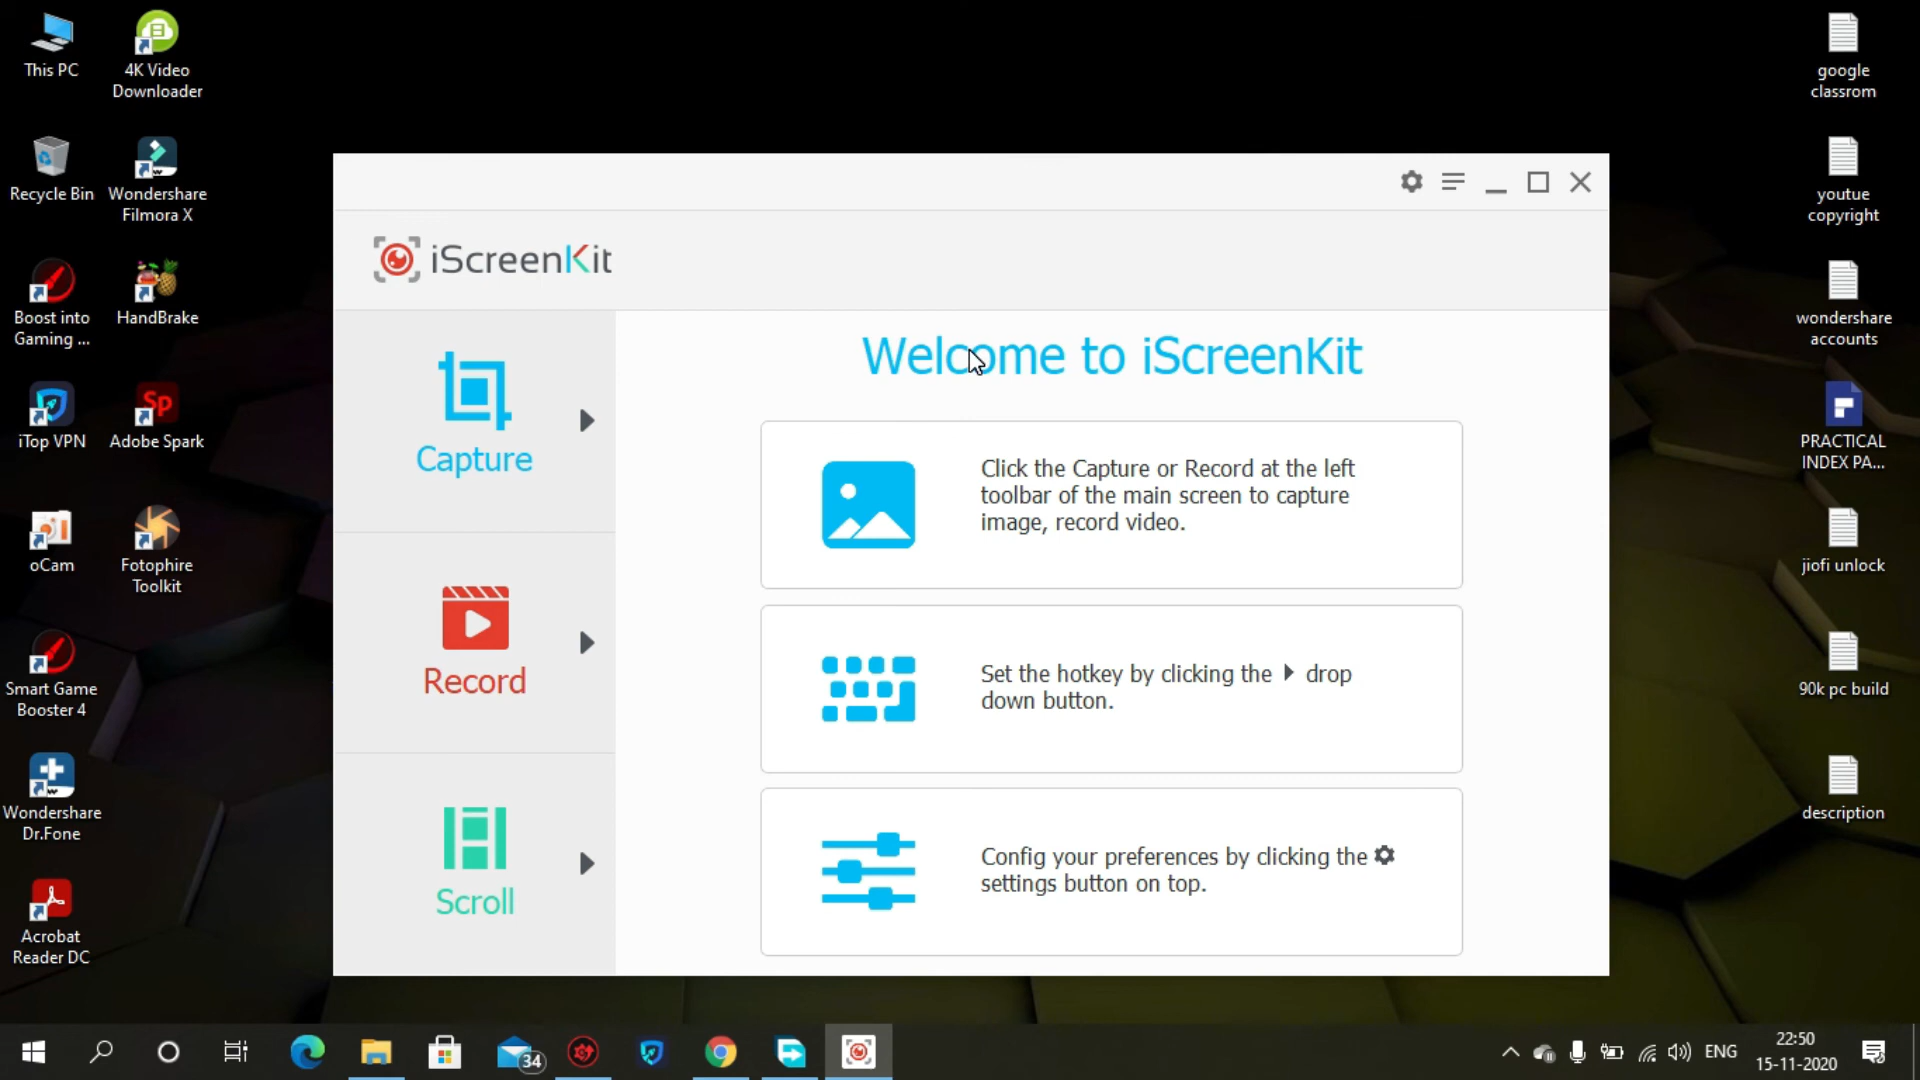 This PC
4K Video
Downloader
Recycle Bin
Wondershare
Filmora X
Boost into
Gaming ...
HandBrake
iTop VPN
Sp
Adobe Spark
oCam
Fotophire
Toolkit
Smart Game
Booster 4
Wondershare
Dr.Fone
Acrobat
Reader DC
iScreenKit
Capture
Record
Scroll
Welcome to iScreenKit
Click the Capture or Record at the left
toolbar of the main screen to capture
image, record video.
Set the hotkey by clicking the drop
down button.
Config your preferences by clicking the
settings button on top.
google
classrom
youtue
copyright
wondershare
accounts
PRACTICAL
INDEX PA...
jiofi unlock
90k pc build
description
34
ENG
22:50
15-11-2020